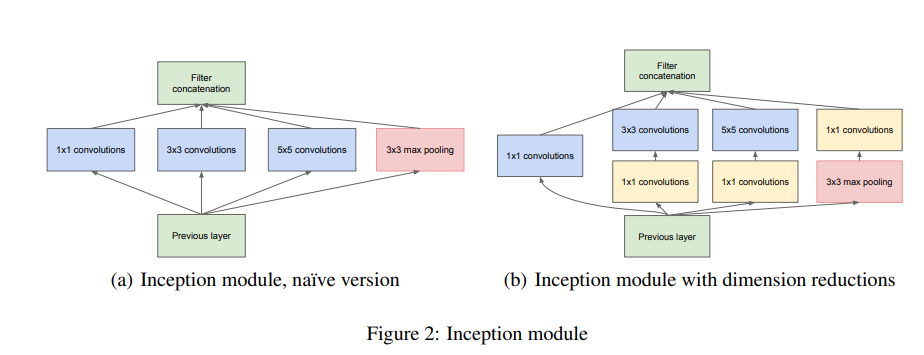 Filter
concatenation
1x1 convolutions
3x3 convolutions
5x5 convolutions
3x3 max pooling
Previous layer
(a) Inception module, naïve version
Filter
concatenation
3x3 convolutions
5x5 convolutions
1x1 convolutions
1x1 convolutions
1x1 convolutions
1x1 convolutions
3x3 max pooling
Previous layer
(b) Inception module with dimension reductions
Figure 2: Inception module